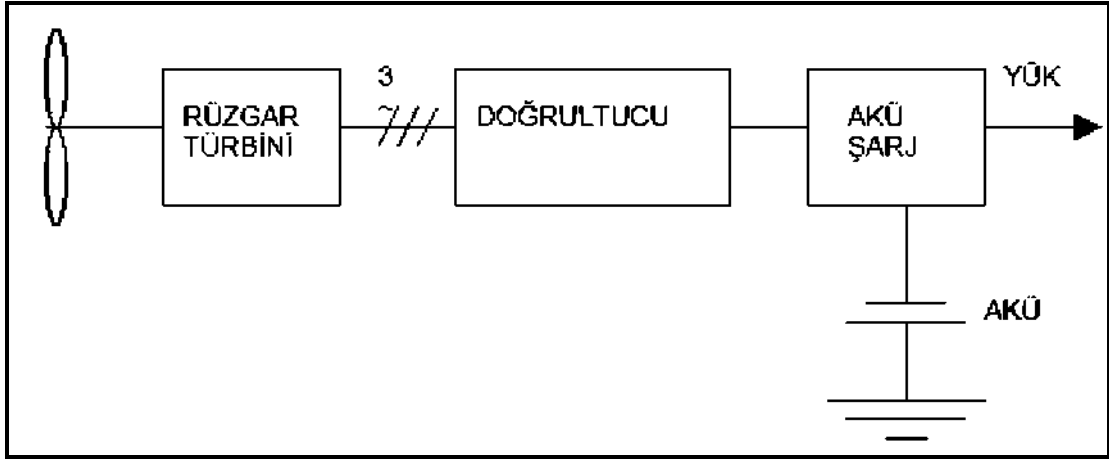 RÜZGAR
TÜRBİNİ
3
~
DOĞRULTUCU
AKÜ
ŞARJ
YÜK
AKÜ